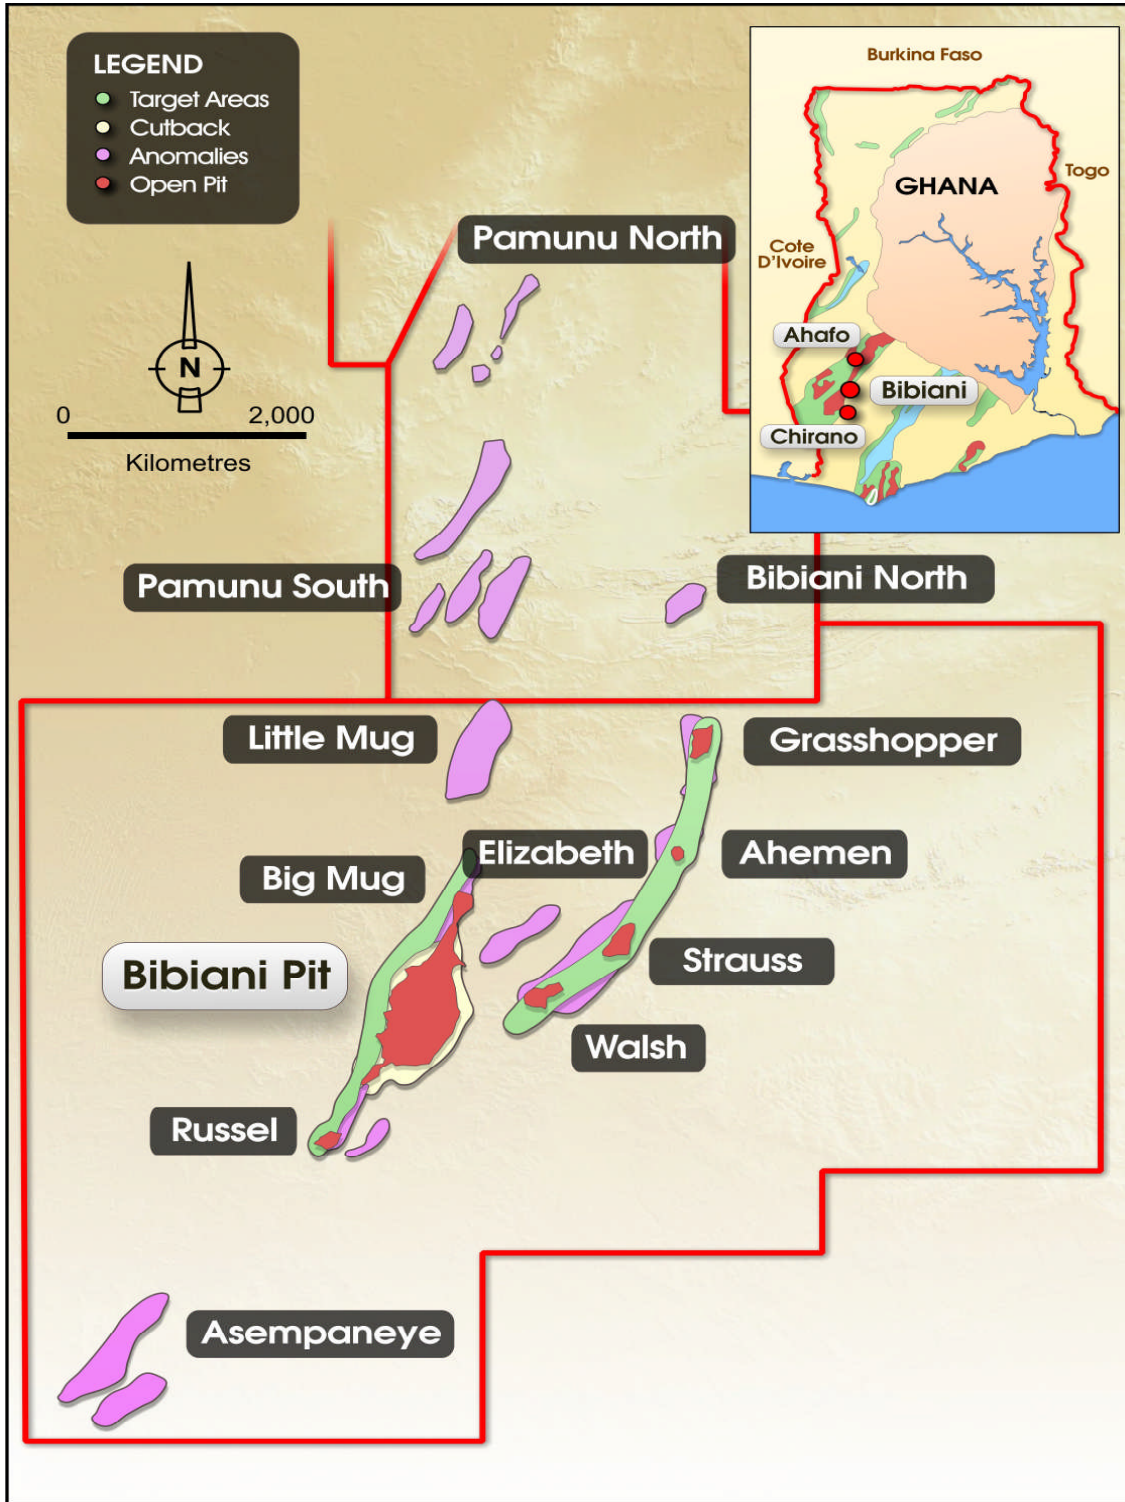 LEGEND
Target Areas
Cutback
Anomalies
Open Pit
N
0 2,000
Kilometres
Burkina Faso
GHANA
Togo
Cote
D'Ivoire
Ahafo
Bibiani
Chirano
Pamunu North
Pamunu South
Bibiani North
Little Mug
Grasshopper
Elizabeth
Ahemen
Big Mug
Strauss
Bibiani Pit
Walsh
Russel
Asempaneye